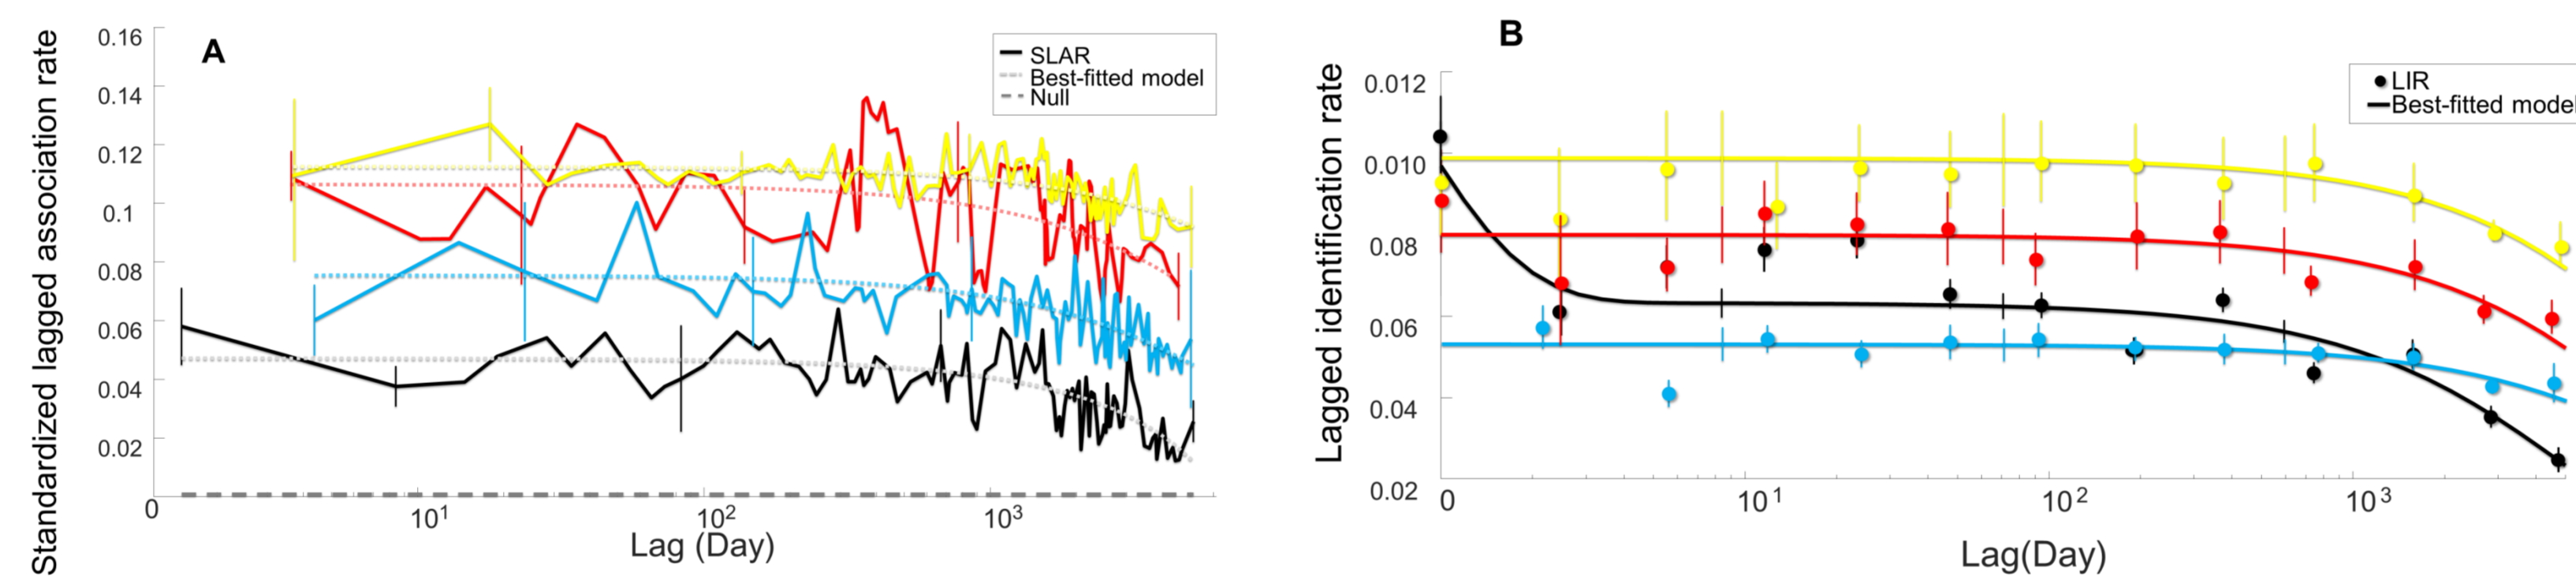 A
Standardized lagged association rate
0.16
0.14
0.12
0.1
0.08
0.06
0.04
0.02
0
10¹
10²
10³
Lag (Day)
SLAR
Best-fitted model
Null
B
Lagged identification rate
0.012
0.010
0.08
0.06
0.04
0.02
0
10¹
10²
10³
Lag(Day)
LIR
Best-fitted model